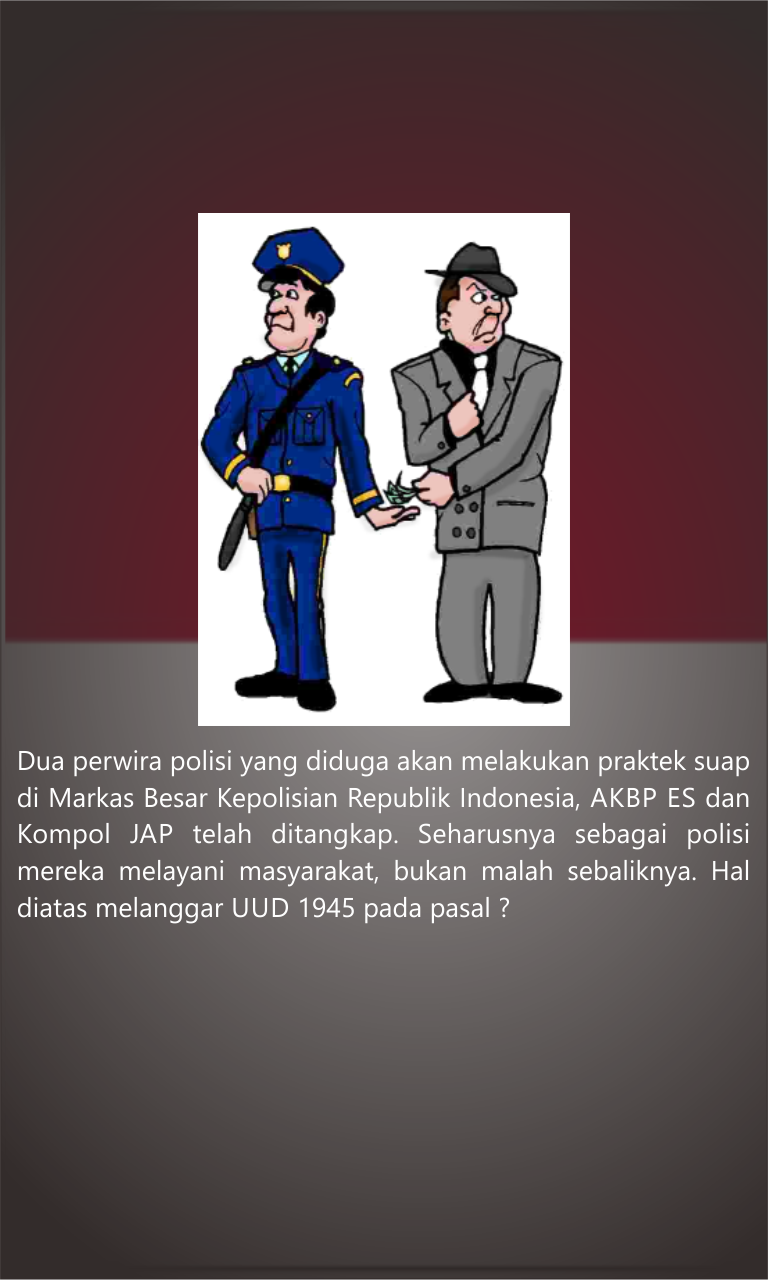 Dua perwira polisi yang diduga akan melakukan praktek suap
di Markas Besar Kepolisian Republik Indonesia, AKBP ES dan
Kompol JAP telah ditangkap. Seharusnya sebagai polisi
mereka melayani masyarakat, bukan malah sebaliknya. Hal
diatas melanggar UUD 1945 pada pasal ?